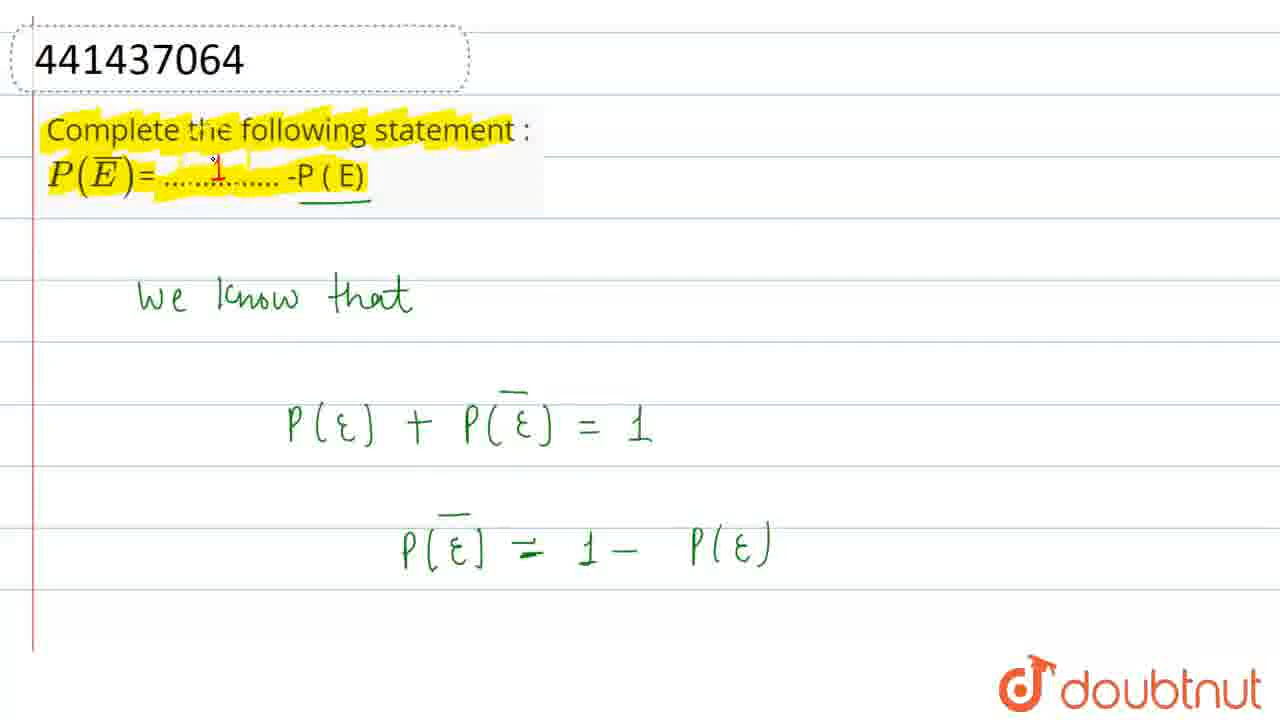 441437064
Complete the following statement :
P(E̅)= .....1......... -P ( E)
We know that
P(E) + P(E̅) = 1
P(E̅) = 1 - P(E)
doubtnut